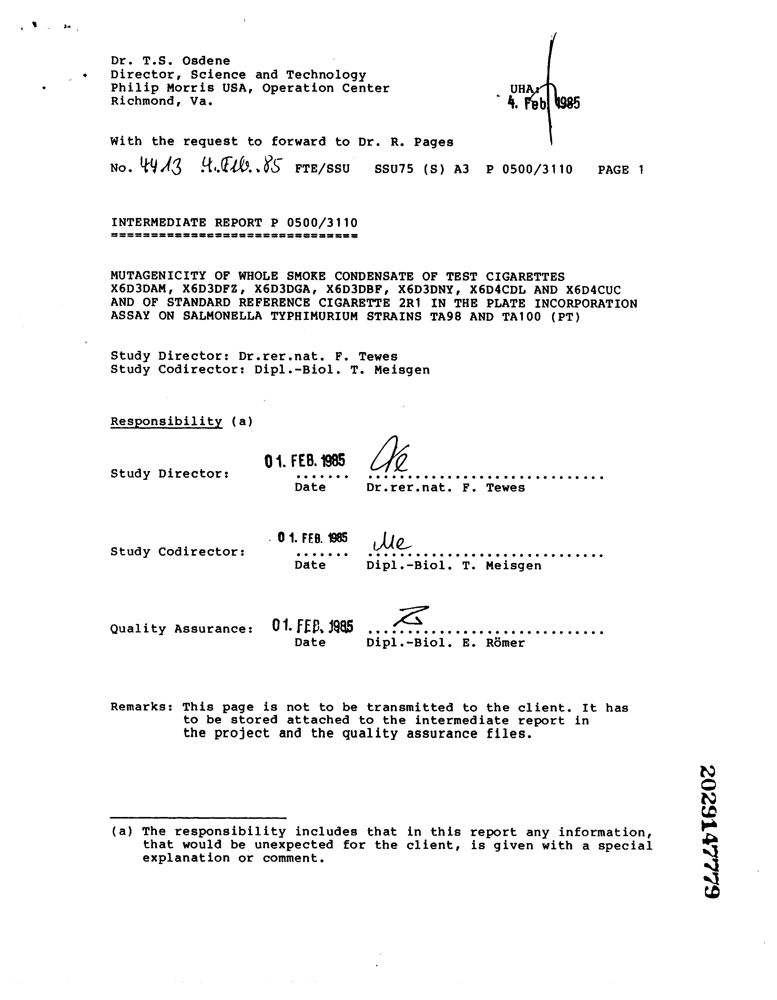 Dr. T.S. Osdene
Director, Science and Technology
Philip Morris USA, Operation Center
Richmond, Va.
UHA:
4. Feb 1985
With the request to forward to Dr. R. Pages
No. 4413 4. Feb. 85 FTE/SSU SSU75 (S) A3 P 0500/3110 PAGE 1
INTERMEDIATE REPORT P 0500/3110
===============================
MUTAGENICITY OF WHOLE SMOKE CONDENSATE OF TEST CIGARETTES
X6D3DAM, X6D3DFZ, X6D3DGA, X6D3DBF, X6D3DNY, X6D4CDL AND X6D4CUC
AND OF STANDARD REFERENCE CIGARETTE 2R1 IN THE PLATE INCORPORATION
ASSAY ON SALMONELLA TYPHIMURIUM STRAINS TA98 AND TA100 (PT)
Study Director: Dr.rer.nat. F. Tewes
Study Codirector: Dipl.-Biol. T. Meisgen
Responsibility (a)
01. FEB. 1985
Study Director: ....... ..............................
Date Dr.rer.nat. F. Tewes
01. FEB. 1985 Me
Study Codirector: ....... ..............................
Date Dipl.-Biol. T. Meisgen
Quality Assurance: 01. FEB. 1985 ..............................
Date Dipl.-Biol. E. Römer
Remarks: This page is not to be transmitted to the client. It has
to be stored attached to the intermediate report in
the project and the quality assurance files.
(a) The responsibility includes that in this report any information,
that would be unexpected for the client, is given with a special
explanation or comment.
2029147779